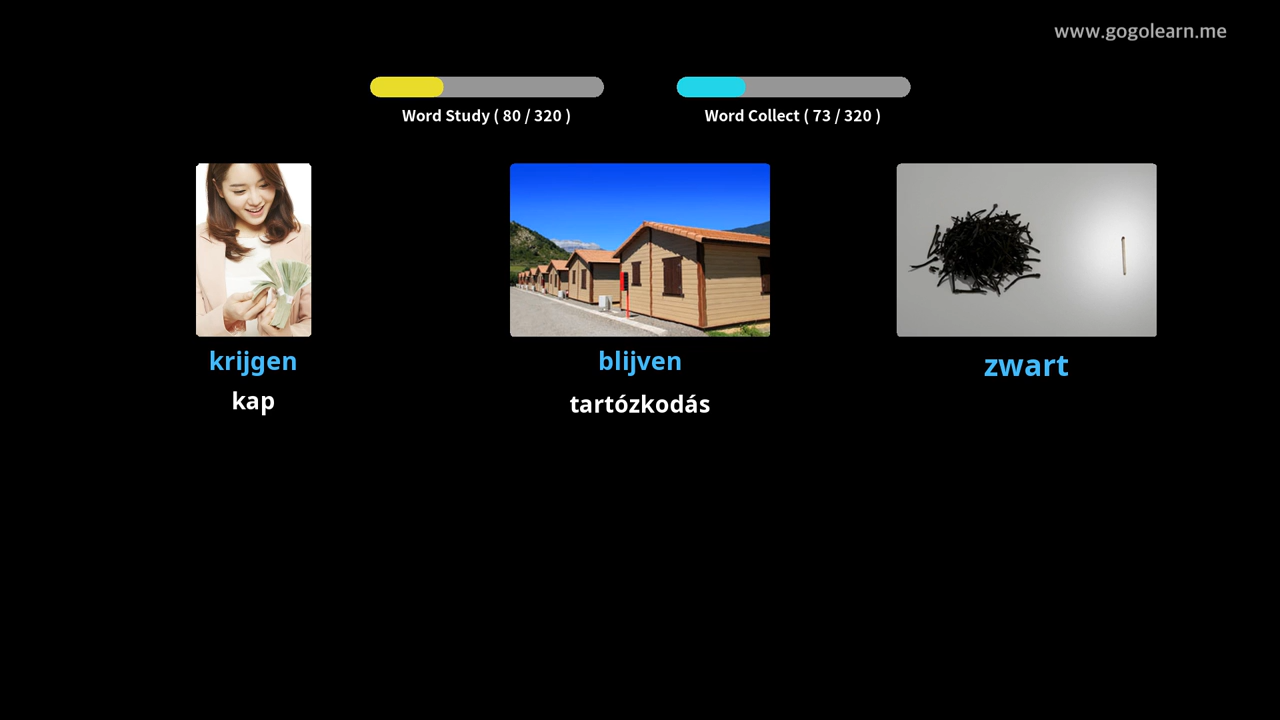 www.gogolearn.me
Word Study ( 80 / 320 )
Word Collect ( 73 / 320 )
krijgen
blijven
zwart
kap
tartózkodás